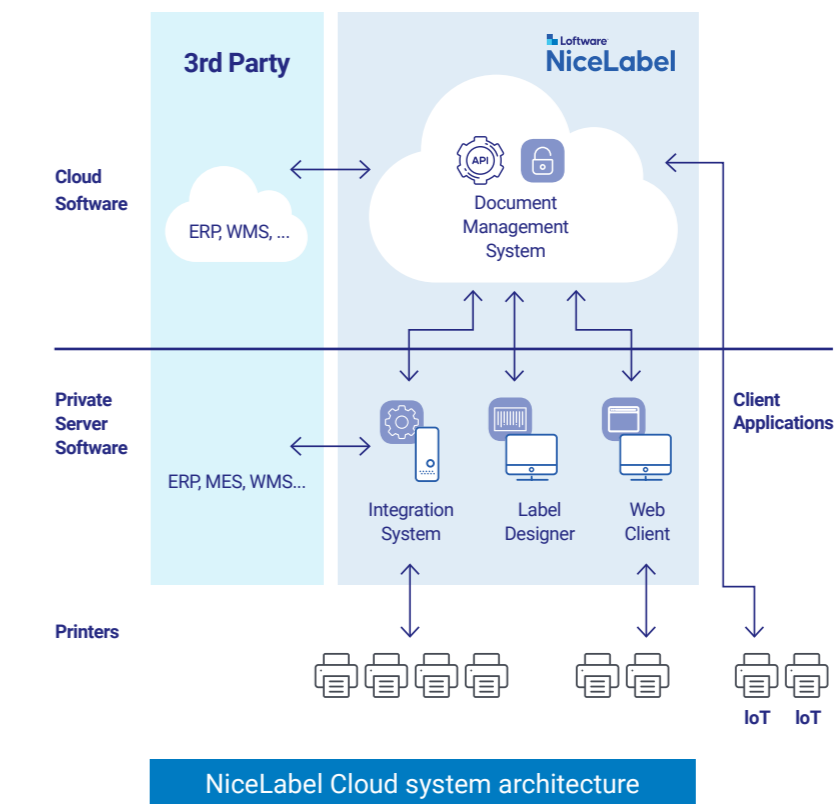 3rd Party
Loftware
NiceLabel
API
Cloud
Software
ERP, WMS, ...
Document
Management
System
Private
Server
Software
Client
Applications
ERP, MES, WMS...
Integration
System
Label
Designer
Web
Client
Printers
IoT
IoT
NiceLabel Cloud system architecture